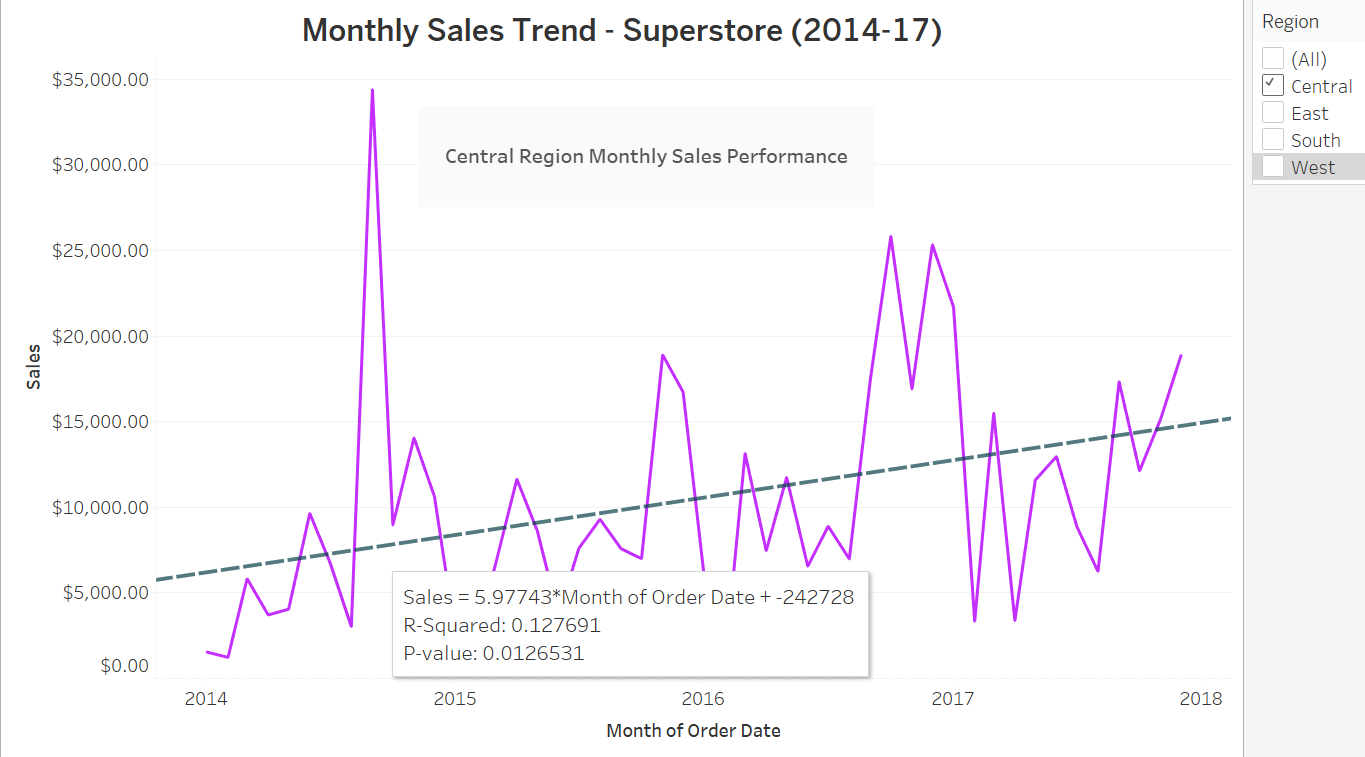 Monthly Sales Trend - Superstore (2014-17)
Region
(All)
Central
East
South
West
$35,000.00
$30,000.00
$25,000.00
$20,000.00
$15,000.00
$10,000.00
$5,000.00
$0.00
Sales
Central Region Monthly Sales Performance
Sales = 5.97743*Month of Order Date + -242728
R-Squared: 0.127691
P-value: 0.0126531
2014 2015 2016 2017 2018
Month of Order Date